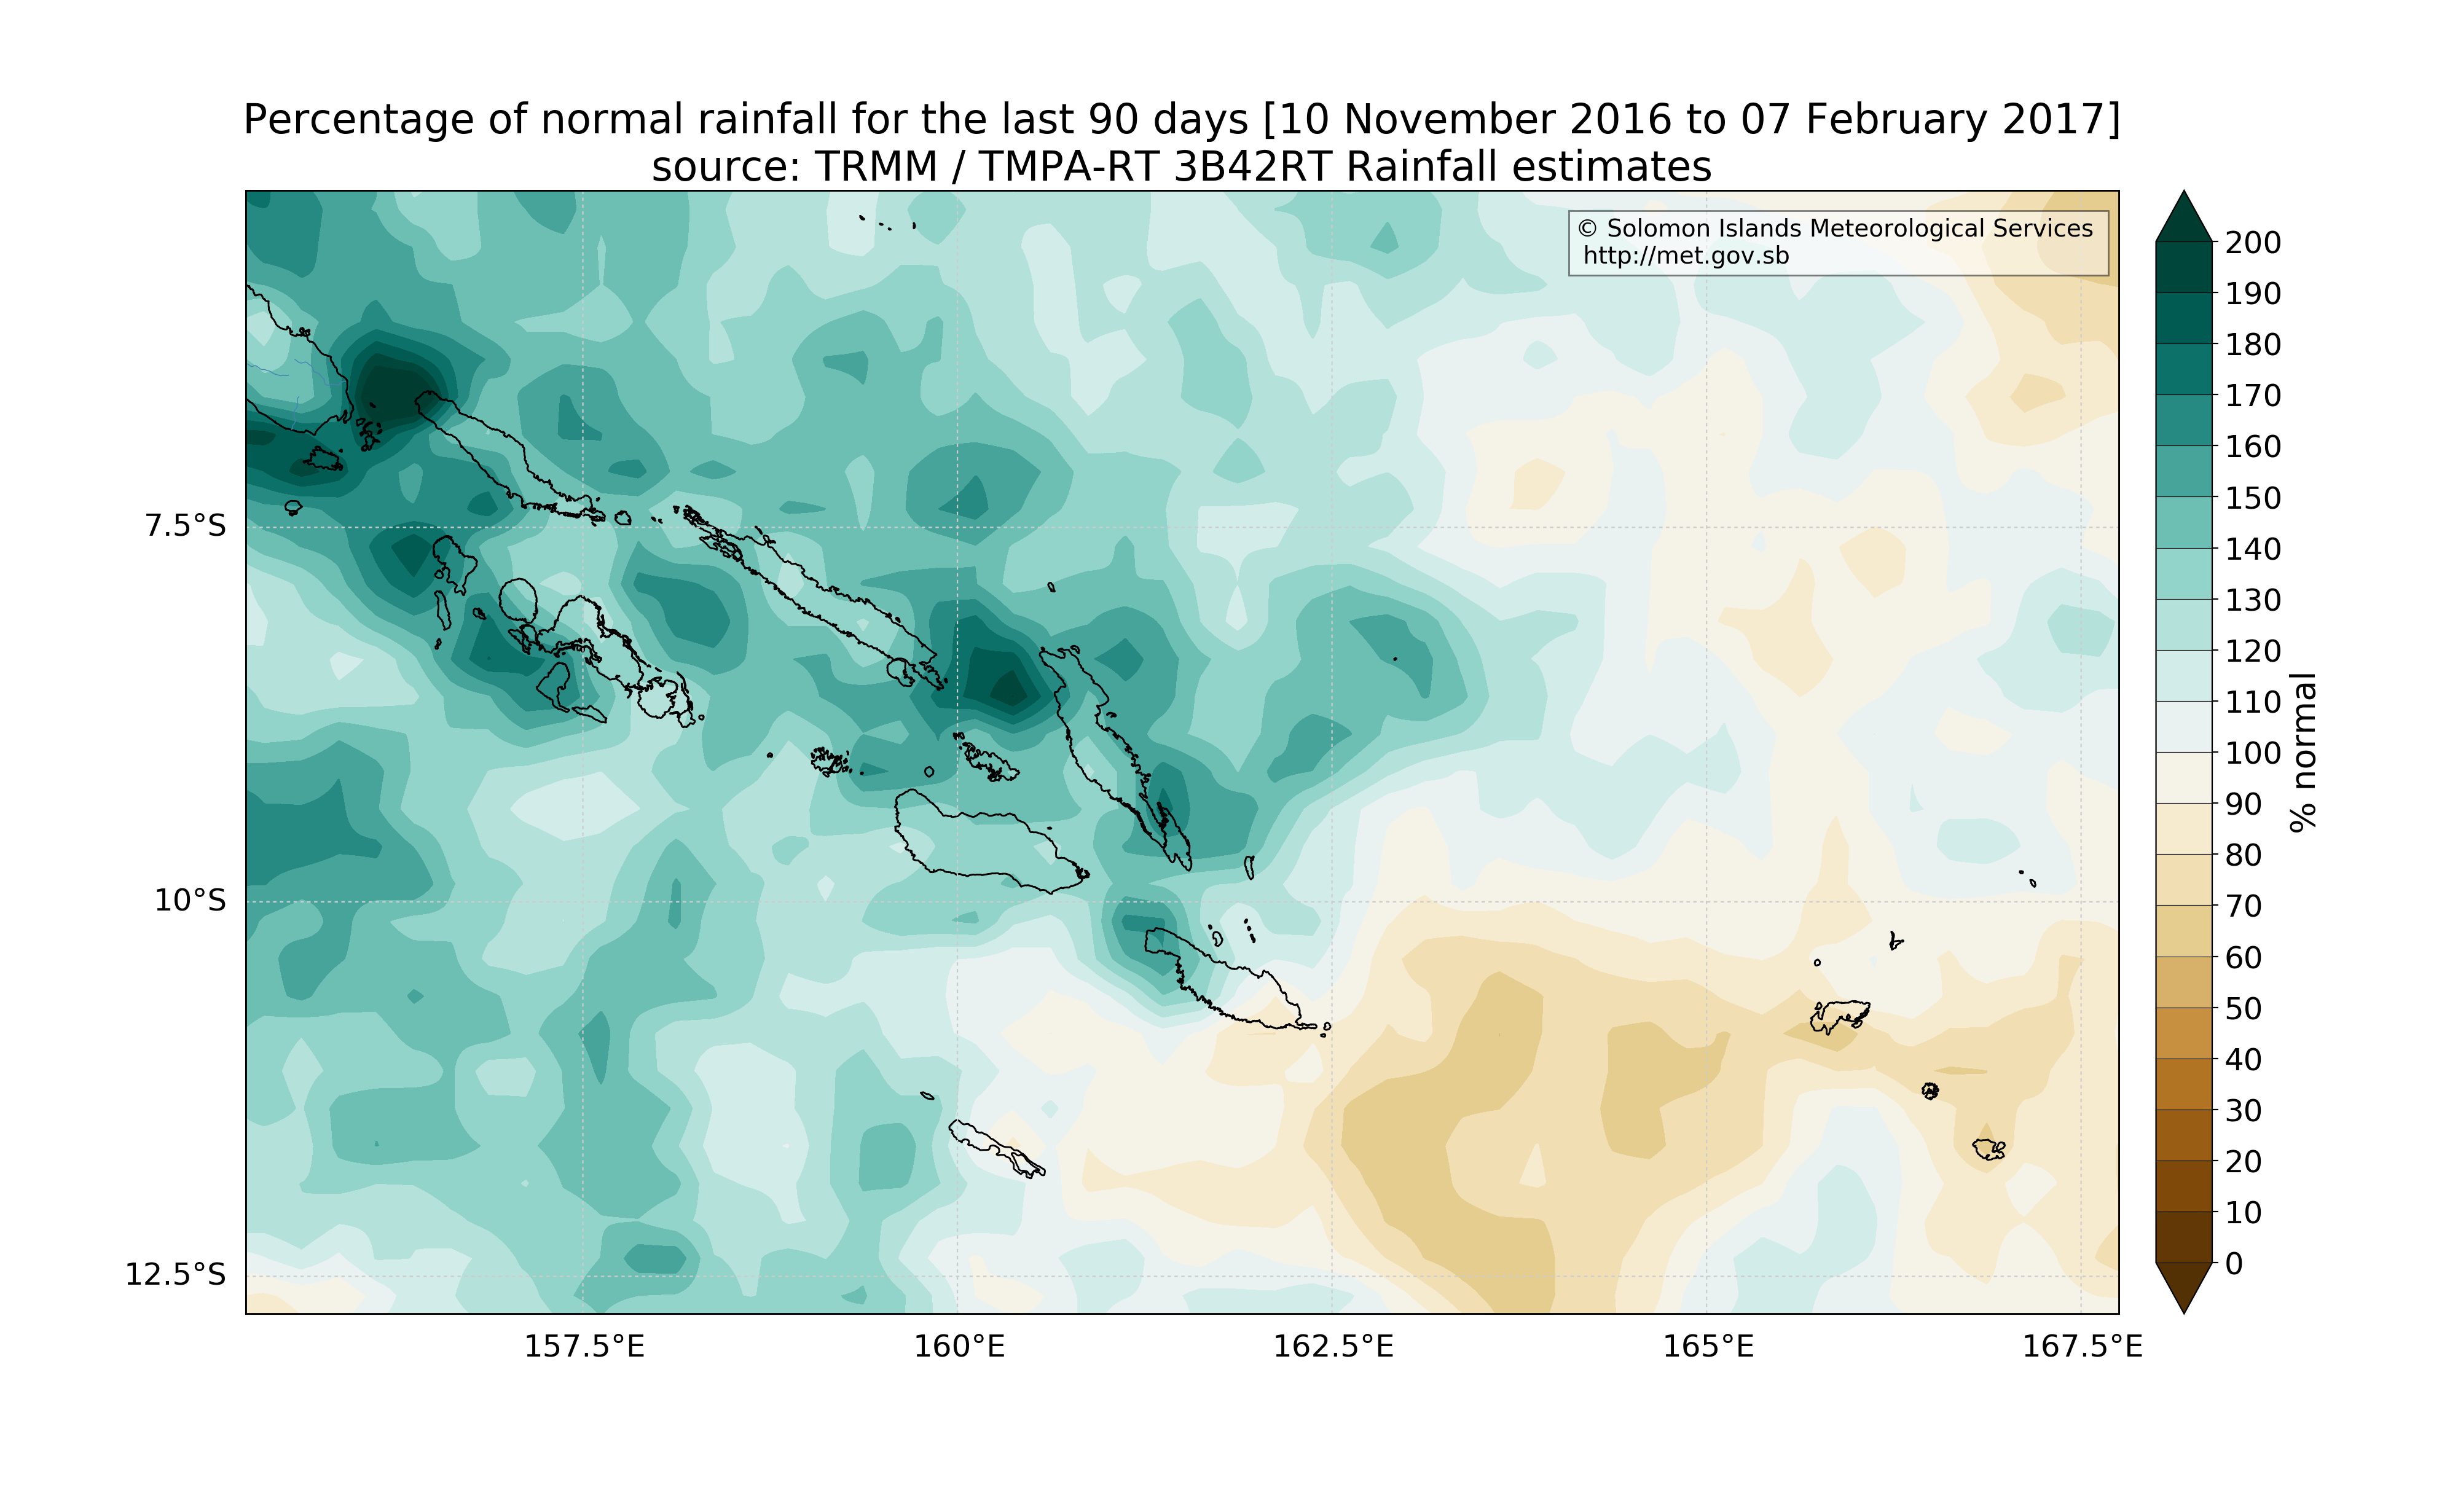 Percentage of normal rainfall for the last 90 days [10 November 2016 to 07 February 2017]
source: TRMM / TMPA-RT 3B42RT Rainfall estimates
© Solomon Islands Meteorological Services
http://met.gov.sb
7.5°S
10°S
12.5°S
157.5°E
160°E
162.5°E
165°E
167.5°E
200
190
180
170
160
150
140
130
120
110
100
90
80
70
60
50
40
30
20
10
0
% normal